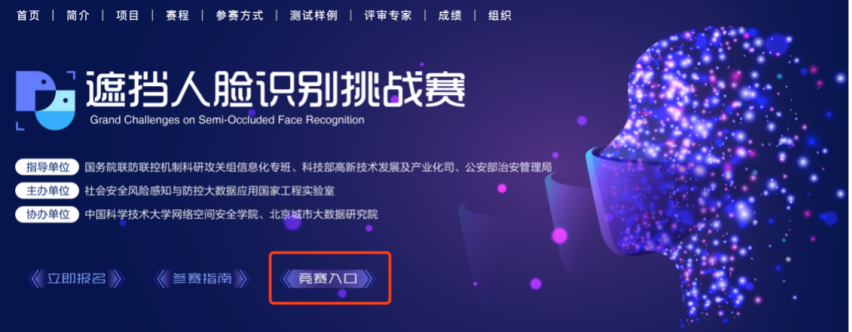 首页 | 简介 | 项目 | 赛程 | 参赛方式 | 测试样例 | 评审专家 | 成绩 | 组织
遮挡人脸识别挑战赛
Grand Challenges on Semi-Occluded Face Recognition
指导单位 国务院联防联控机制科研攻关组信息化专班、科技部高新技术发展及产业化司、公安部治安管理局
主办单位 社会安全风险感知与防控大数据应用国家工程实验室
协办单位 中国科学技术大学网络空间安全学院、北京城市大数据研究院
立即报名 参赛指南 竞赛入口